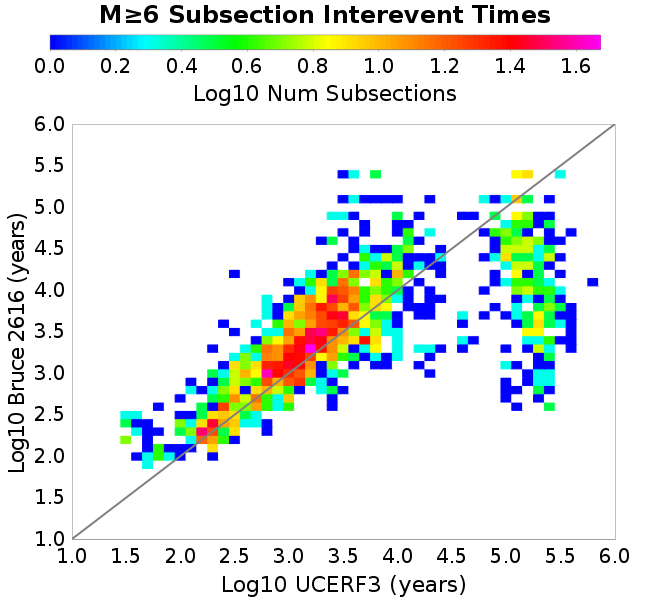 M≥6 Subsection Interevent Times
0.0 0.2 0.4 0.6 0.8 1.0 1.2 1.4 1.6
Log10 Num Subsections
6.0
5.5
5.0
4.5
4.0
3.5
3.0
2.5
2.0
1.5
1.0
Log10 Bruce 2616 (years)
1.0 1.5 2.0 2.5 3.0 3.5 4.0 4.5 5.0 5.5 6.0
Log10 UCERF3 (years)